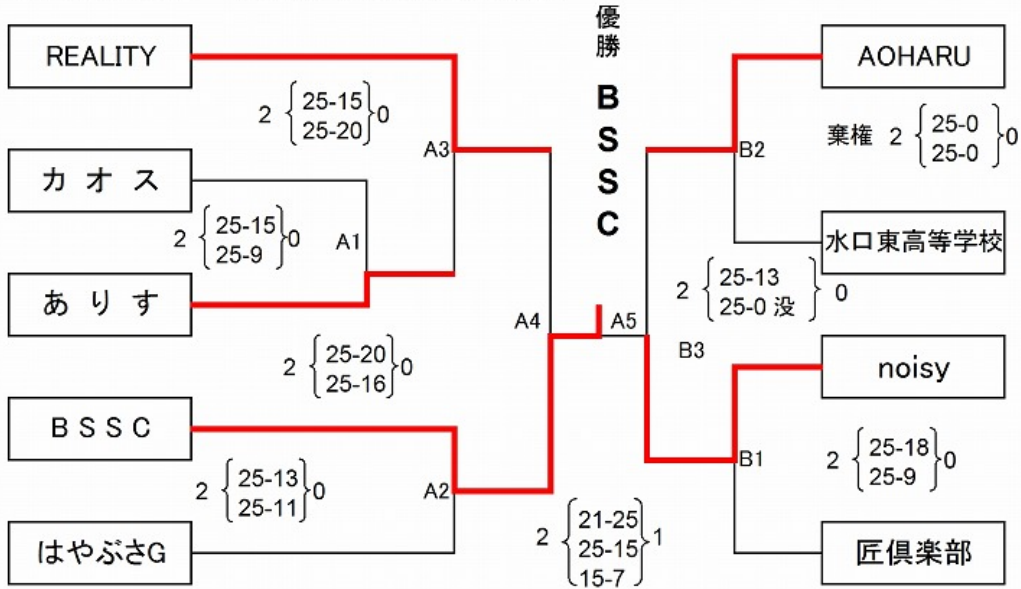 優勝 BSSC
REALITY
2 25-15 0
25-20
A3
カオス
2 25-15 0
25-9
A1
ありす
A4
2 25-20 0
25-16
BSSC
2 25-13 0
25-11
A2
はやぶさG
A5
2 21-25 1
25-15
15-7
AOHARU
棄権 2 25-0 0
25-0
B2
水口東高等学校
2 25-13 0
25-0 没
B3
noisy
2 25-18 0
25-9
B1
匠倶楽部